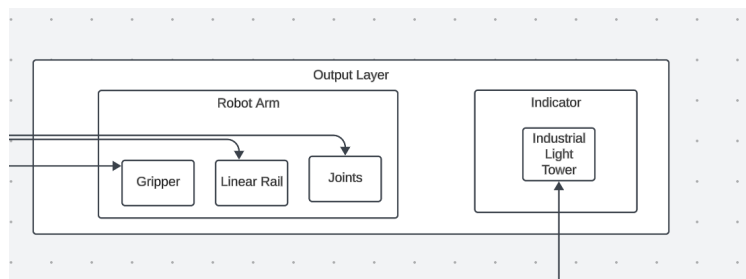 Output Layer
Robot Arm
Indicator
Gripper
Linear Rail
Joints
Industrial
Light
Tower